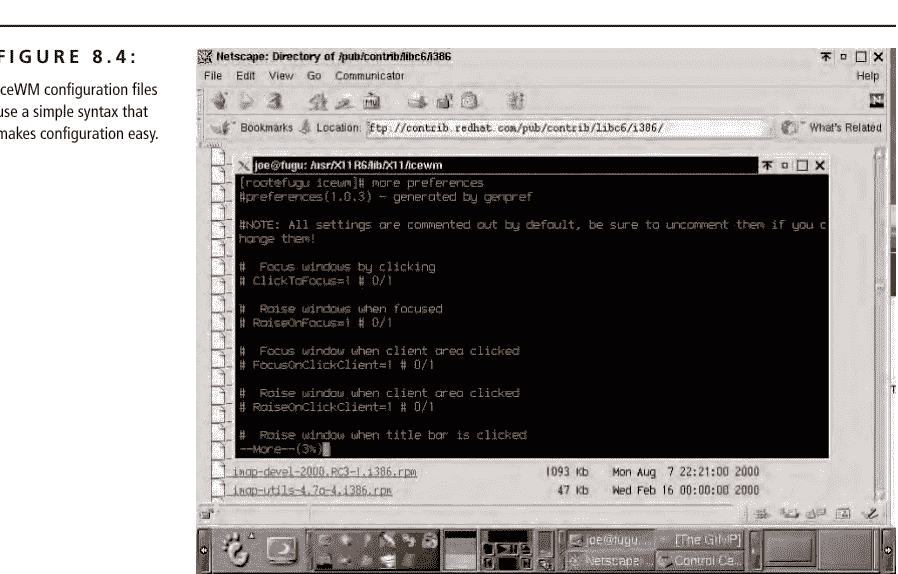 FIGURE 8.4:
ceWM configuration files
use a simple syntax that
makes configuration easy.
Netscape: Directory of /pub/contrib/libc6/i386
File Edit View Go Communicator Help
Bookmarks Location: ftp://contrib.redhat.com/pub/contrib/libc6/i386/ What's Related
joe@fugu: /usr/X11R6/lib/X11/icewm
[root@fugu icewm]# more preferences
#preferences(1.0.3) - generated by genpref
#NOTE: All settings are commented out by default, be sure to uncomment them if you c
hange them!
# Focus windows by clicking
# ClickToFocus=1 # 0/1
# Raise windows when focused
# RaiseOnFocus=1 # 0/1
# Focus window when client area clicked
# FocusOnClickClient=1 # 0/1
# Raise window when client area clicked
# RaiseOnClickClient=1 # 0/1
# Raise window when title bar is clicked
--More--(3%)
imap-devel-2000.RC3-1.i386.rpm 1093 Kb Mon Aug 7 22:21:00 2000
imap-utils-4.7a-4.i386.rpm 47 Kb Wed Feb 16 00:00:00 2000
joe@fugu... [The GIMP]
Netscape... Control Ce...